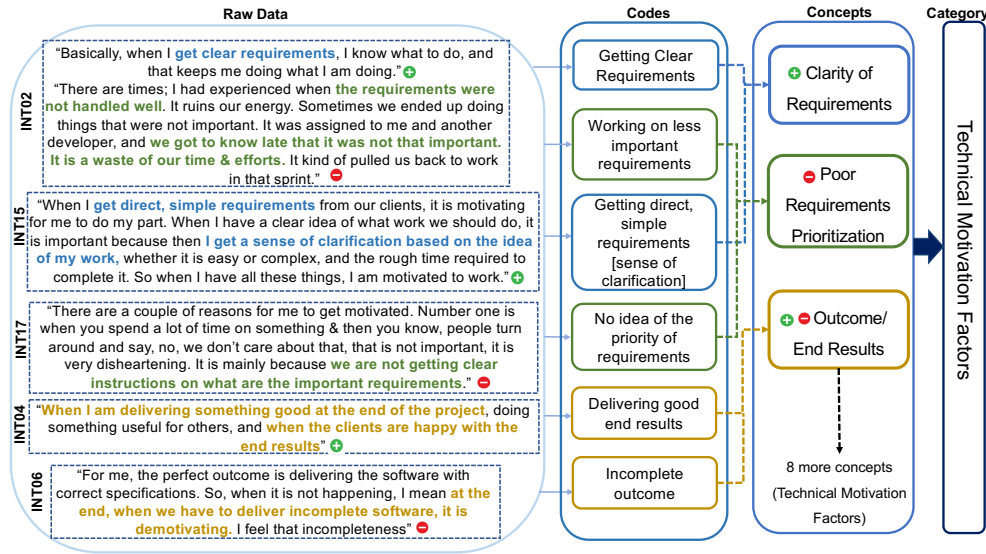 Raw Data
Codes
Concepts
Category
INT02
“Basically, when I get clear requirements, I know what to do, and
that keeps me doing what I am doing.”
“There are times; I had experienced when the requirements were
not handled well. It ruins our energy. Sometimes we ended up doing
things that were not important. It was assigned to me and another
developer, and we got to know late that it was not that important.
It is a waste of our time & efforts. It kind of pulled us back to work
in that sprint.”
INT15
“When I get direct, simple requirements from our clients, it is motivating
for me to do my part. When I have a clear idea of what work we should do, it
is important because then I get a sense of clarification based on the idea
of my work, whether it is easy or complex, and the rough time required to
complete it. So when I have all these things, I am motivated to work.”
INT17
“There are a couple of reasons for me to get motivated. Number one is
when you spend a lot of time on something & then you know, people turn
around and say, no, we don’t care about that, that is not important, it is
very disheartening. It is mainly because we are not getting clear
instructions on what are the important requirements.”
INT04
“When I am delivering something good at the end of the project, doing
something useful for others, and when the clients are happy with the
end results”
INT06
“For me, the perfect outcome is delivering the software with
correct specifications. So, when it is not happening, I mean at the
end, when we have to deliver incomplete software, it is
demotivating. I feel that incompleteness”
Getting Clear
Requirements
Working on less
important
requirements
Getting direct,
simple
requirements
[sense of
clarification]
No idea of the
priority of
requirements
Delivering good
end results
Incomplete
outcome
Clarity of
Requirements
Poor
Requirements
Prioritization
Outcome/
End Results
8 more concepts
(Technical Motivation
Factors)
Technical Motivation Factors